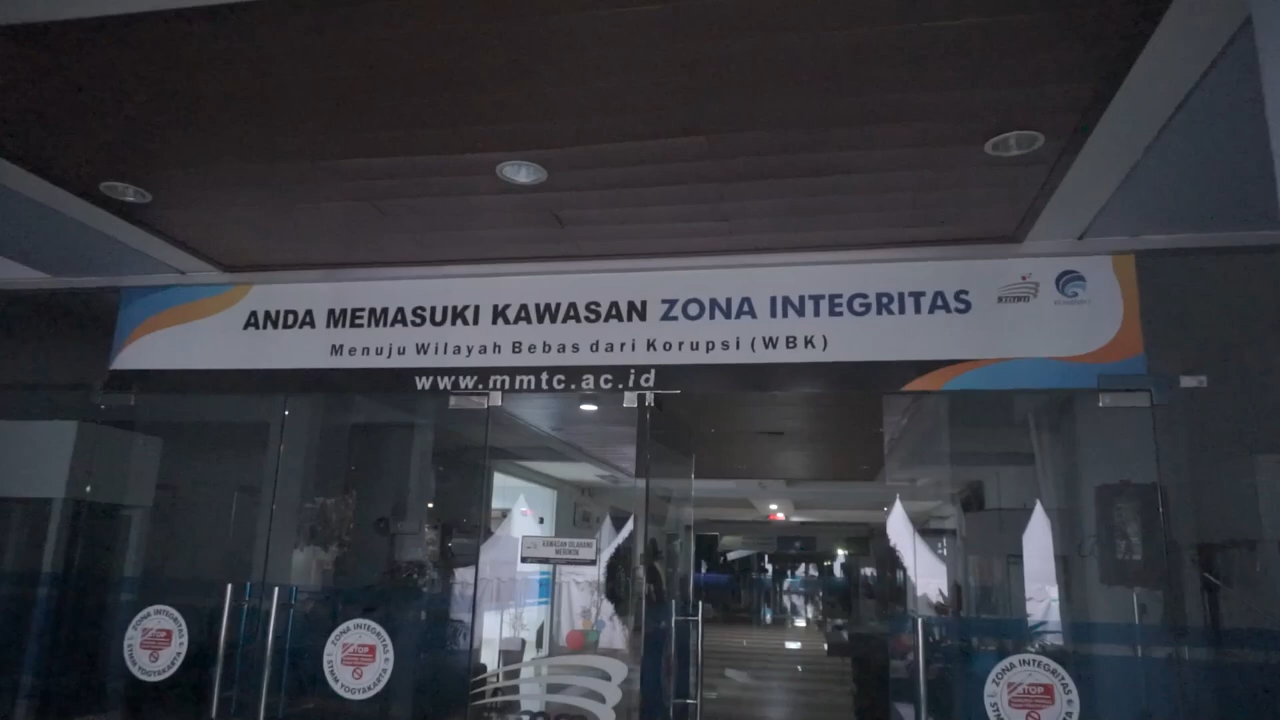 ANDA MEMASUKI KAWASAN ZONA INTEGRITAS
Menuju Wilayah Bebas dari Korupsi (WBK)
www.mmtc.ac.id
KAWASAN DILARANG
MEROKOK
ZONA INTEGRITAS
STOP
STMM YOGYAKARTA
ZONA INTEGRITAS
STOP
STMM YOGYAKARTA
ZONA INTEGRITAS
STOP